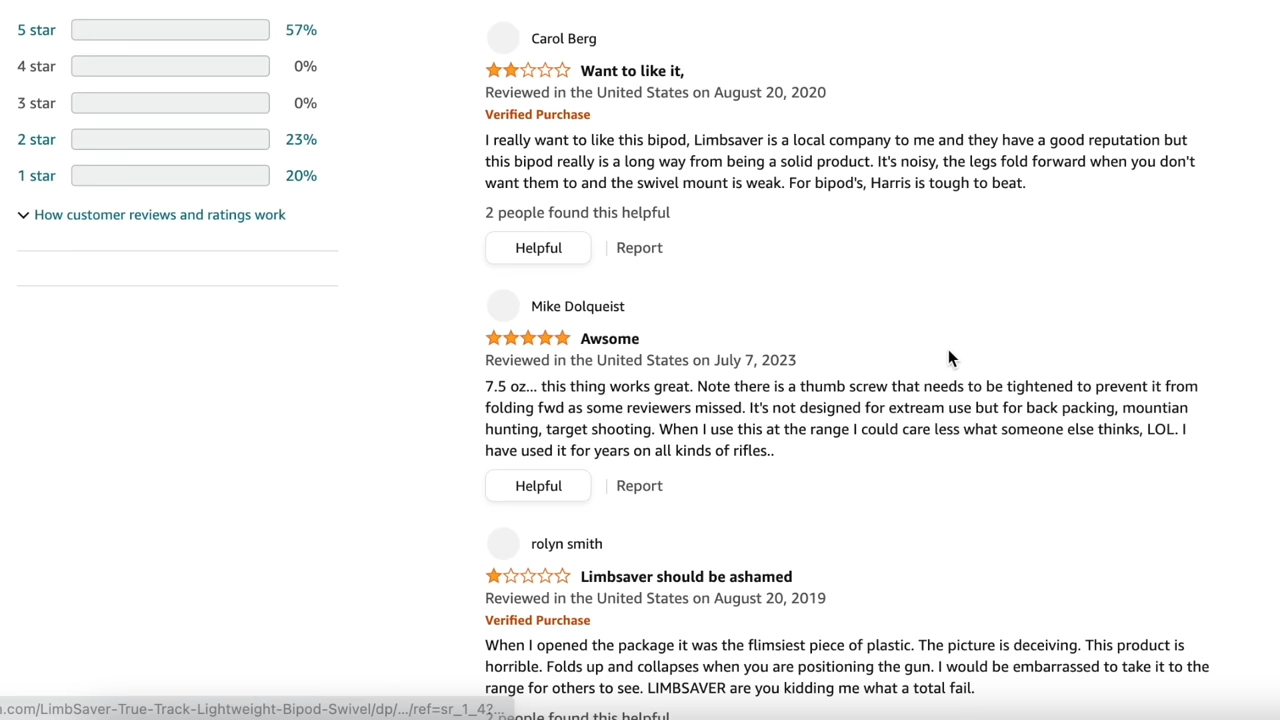 5 star 57%
4 star 0%
3 star 0%
2 star 23%
1 star 20%
How customer reviews and ratings work
Carol Berg
Want to like it,
Reviewed in the United States on August 20, 2020
Verified Purchase
I really want to like this bipod, Limbsaver is a local company to me and they have a good reputation but
this bipod really is a long way from being a solid product. It's noisy, the legs fold forward when you don't
want them to and the swivel mount is weak. For bipod's, Harris is tough to beat.
2 people found this helpful
Helpful | Report
Mike Dolqueist
Awsome
Reviewed in the United States on July 7, 2023
7.5 oz... this thing works great. Note there is a thumb screw that needs to be tightened to prevent it from
folding fwd as some reviewers missed. It's not designed for extream use but for back packing, mountian
hunting, target shooting. When I use this at the range I could care less what someone else thinks, LOL. I
have used it for years on all kinds of rifles..
Helpful | Report
rolyn smith
Limbsaver should be ashamed
Reviewed in the United States on August 20, 2019
Verified Purchase
When I opened the package it was the flimsiest piece of plastic. The picture is deceiving. This product is
horrible. Folds up and collapses when you are positioning the gun. I would be embarrassed to take it to the
range for others to see. LIMBSAVER are you kidding me what a total fail.
people found this helpful
n.com/LimbSaver-True-Track-Lightweight-Bipod-Swivel/dp/.../ref=sr_1_4?...